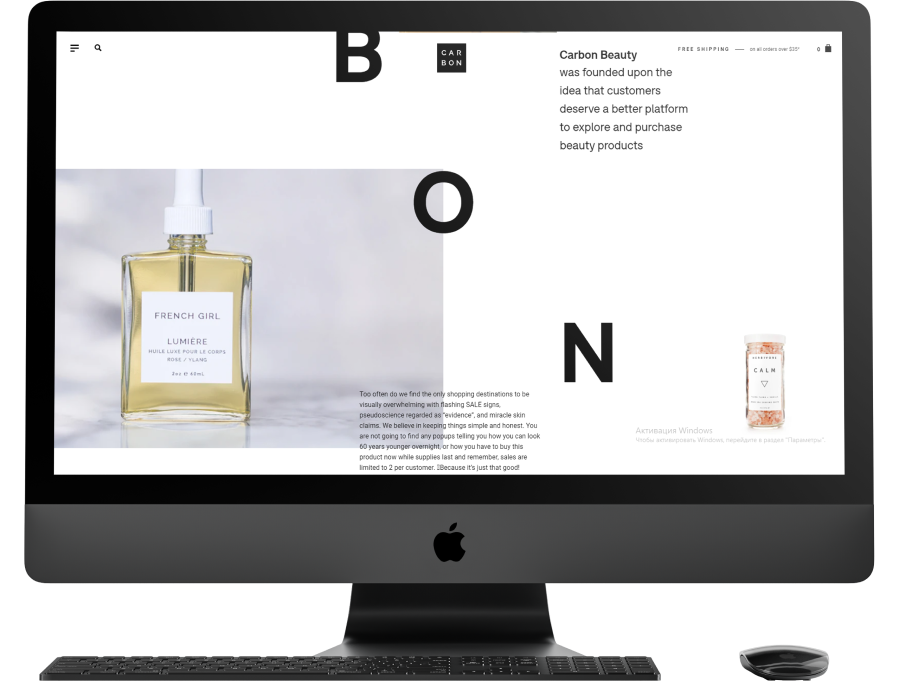 B
CAR
BON
FREE SHIPPING — on all orders over $35*
0
Carbon Beauty
was founded upon the
idea that customers
deserve a better platform
to explore and purchase
beauty products
O
FRENCH GIRL
LUMIÈRE
HUILE LUXE POUR LE CORPS
ROSE / YLANG
2oz ℮ 60mL
N
CALM
Too often do we find the only shopping destinations to be
visually overwhelming with flashing SALE signs,
pseudoscience regarded as "evidence", and miracle skin
claims. We believe in keeping things simple and honest. You
are not going to find any popups telling you how you can look
60 years younger overnight, or how you have to buy this
product now while supplies last and remember, sales are
limited to 2 per customer. Because it's just that good!
Активация Windows
Чтобы активировать Windows, перейдите в раздел "Параметры".